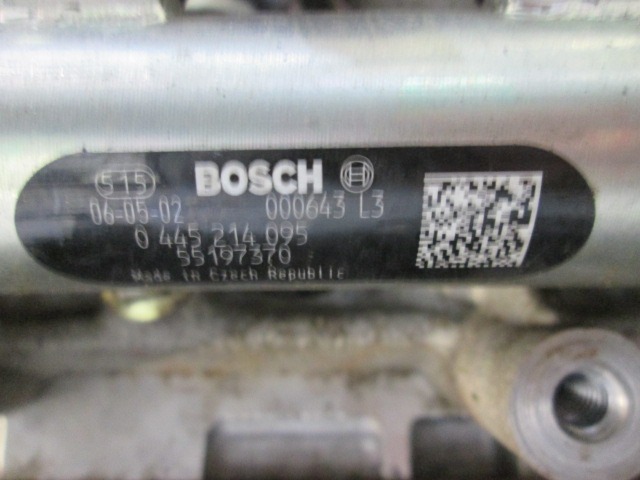 515 BOSCH
06-05-02 000643 L3
0 445 214 095
55197370
Made in Czech Republic